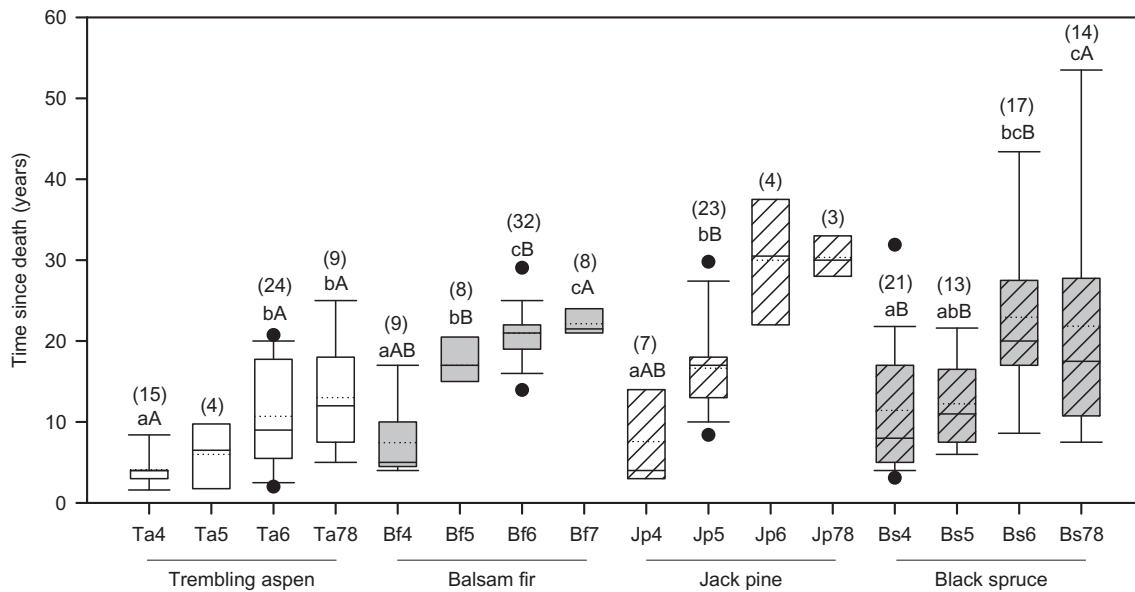 60
50
40
30
20
10
0
Time since death (years)
(15)
aA
(4)
(24)
bA
(9)
bA
(9)
aAB
(8)
bB
(32)
cB
(8)
cA
(7)
aAB
(23)
bB
(4)
(3)
(21)
aB
(13)
abB
(17)
bcB
(14)
cA
Ta4 Ta5 Ta6 Ta78 Bf4 Bf5 Bf6 Bf7 Jp4 Jp5 Jp6 Jp78 Bs4 Bs5 Bs6 Bs78
Trembling aspen Balsam fir Jack pine Black spruce